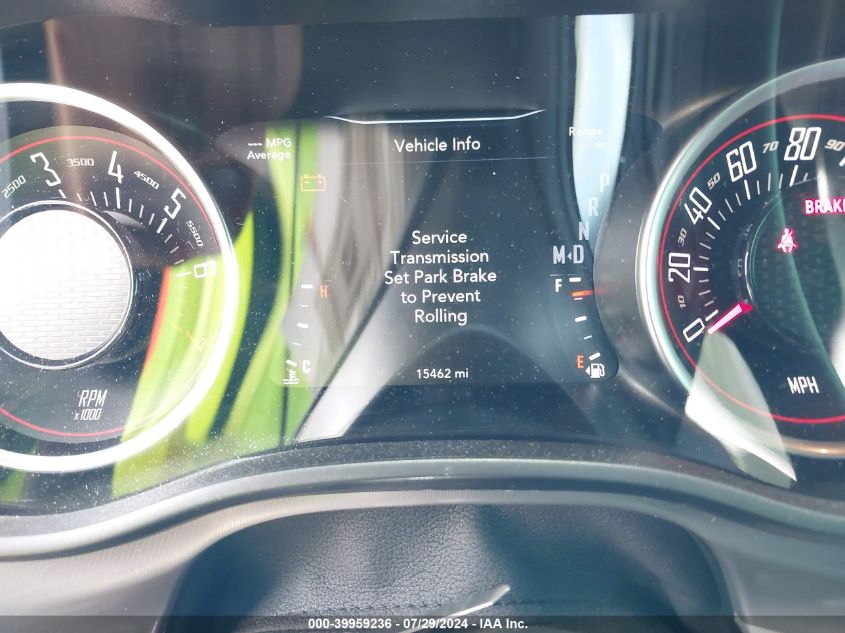 --- MPG
Average
Vehicle Info
Range
--- mi
P
R
N
M◂D
Service
Transmission
Set Park Brake
to Prevent
Rolling
H
C
F
E
15462 mi
2500
3
3500
4
4500
5
5500
6
7
RPM
x1000
0
10
20
30
40
50
60
70
80
90
BRAKE
MPH
000-39959236 - 07/29/2024 - IAA Inc.